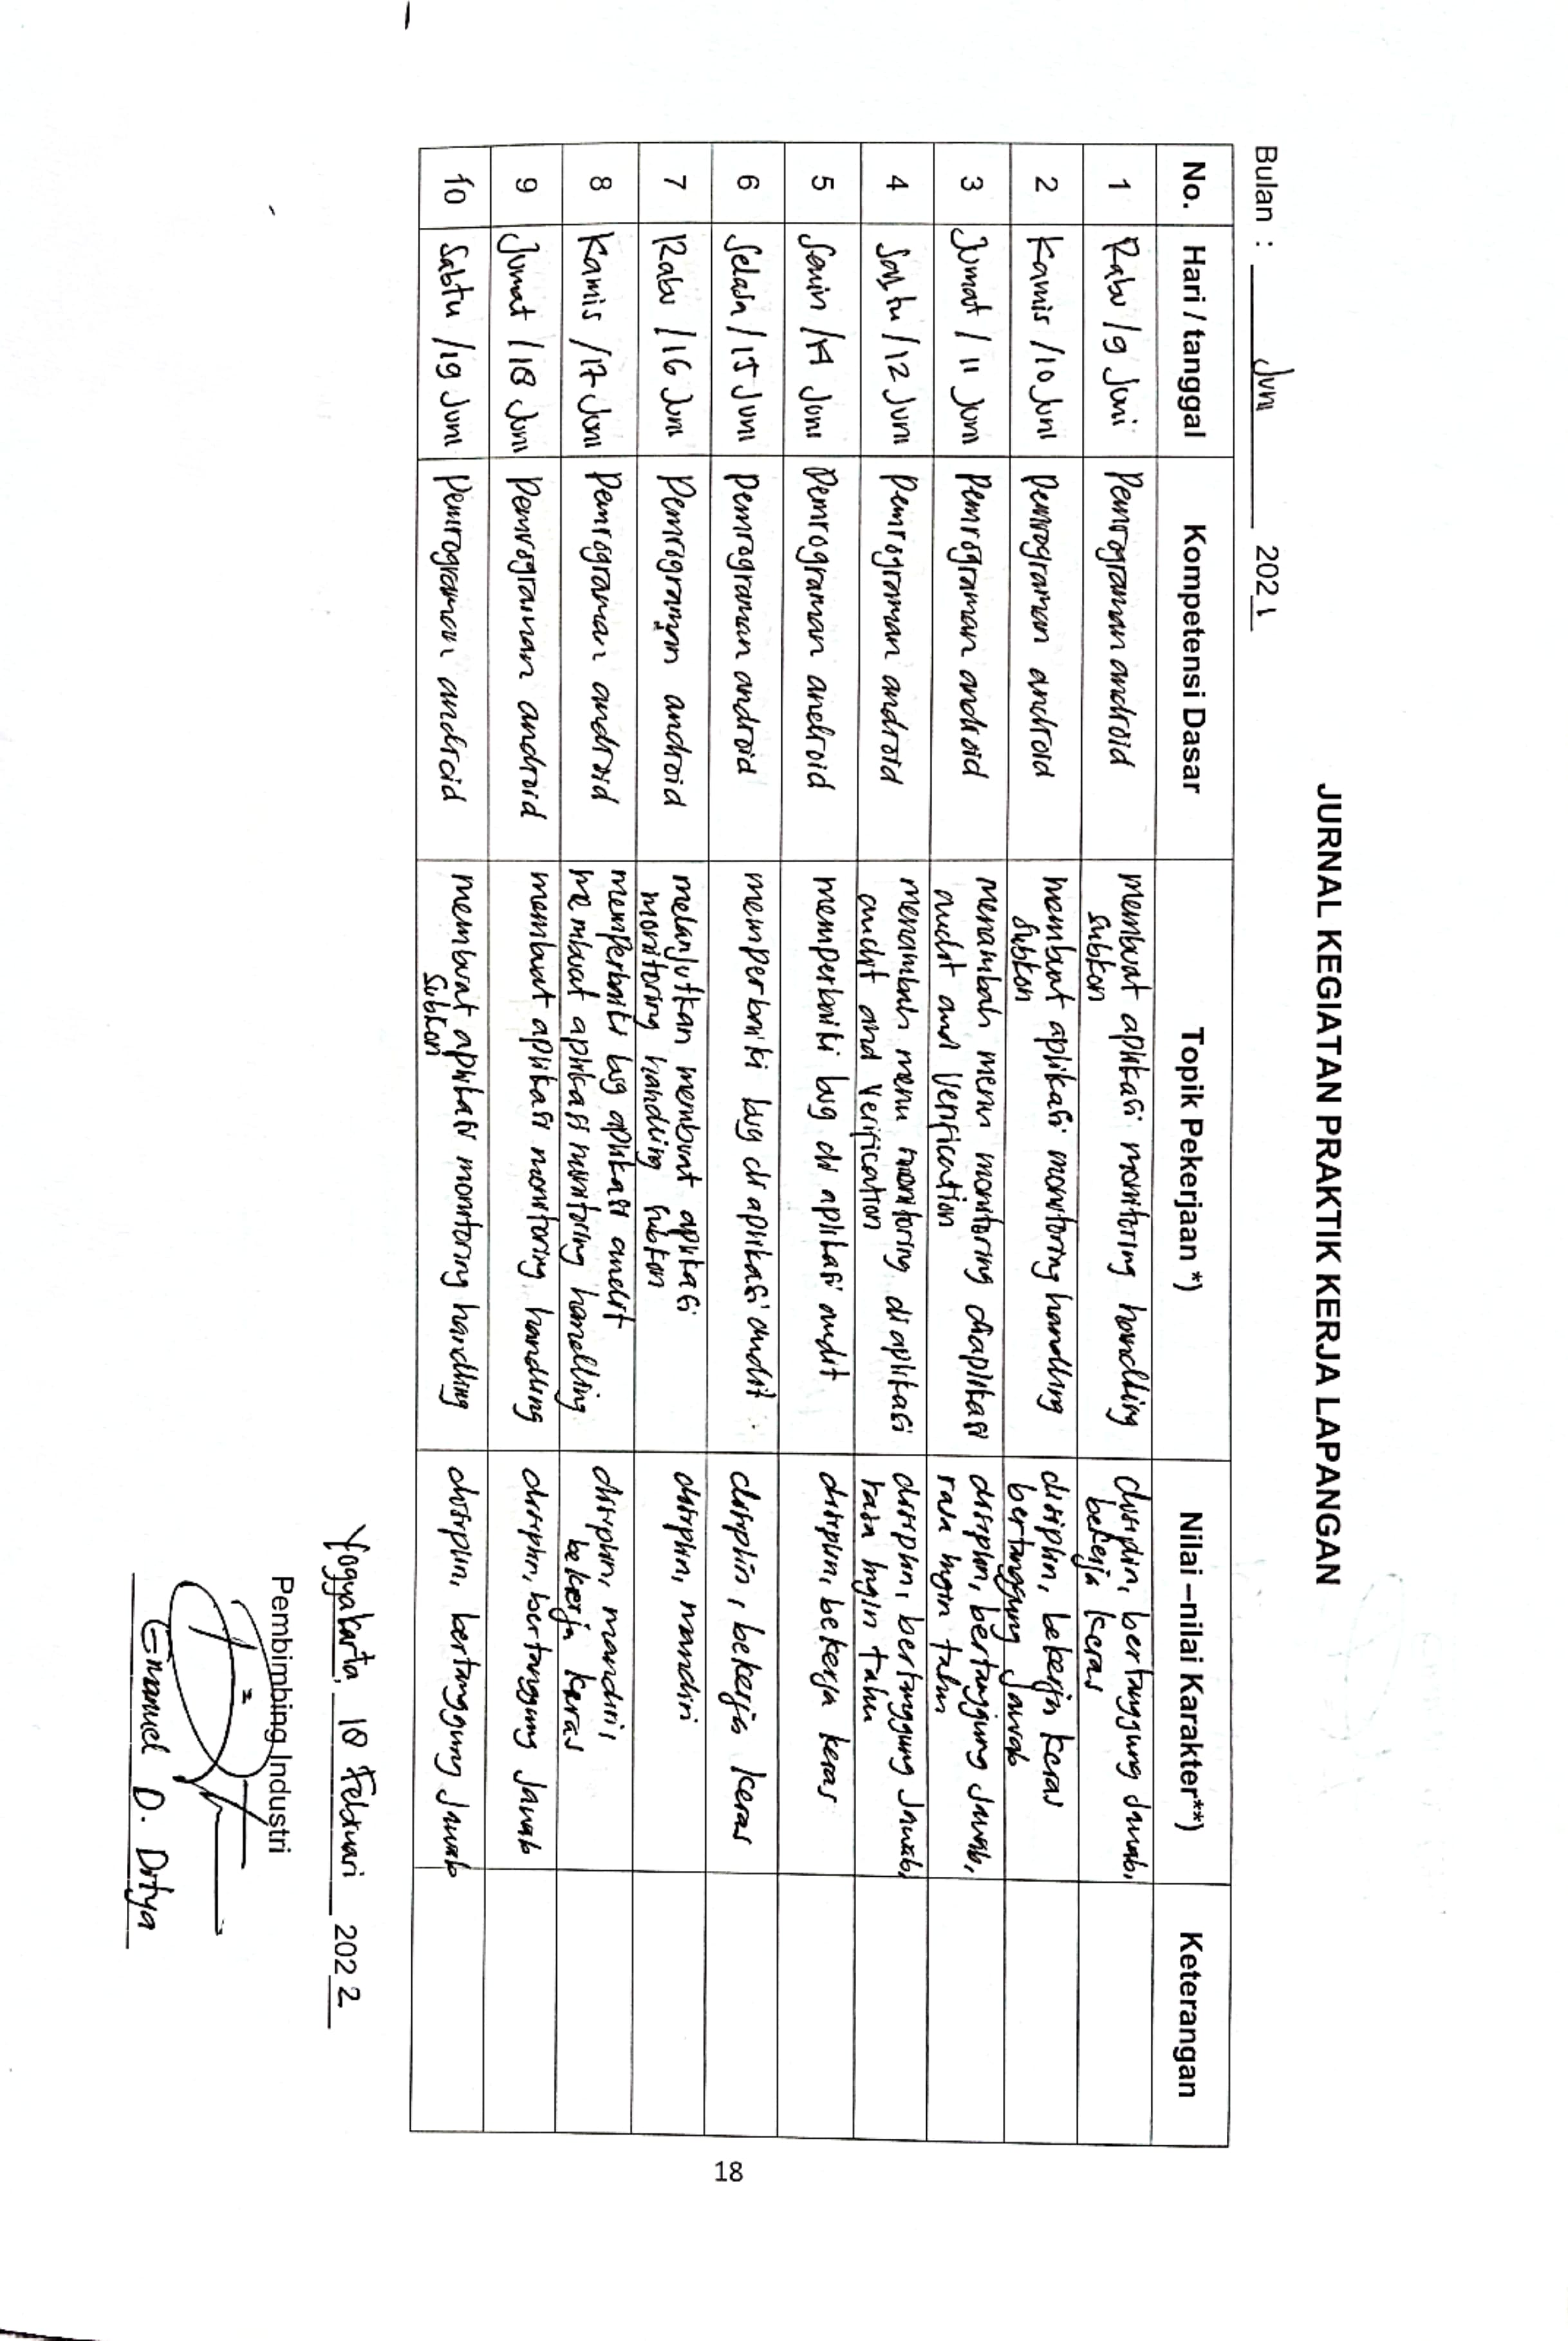 JURNAL KEGIATAN PRAKTIK KERJA LAPANGAN
Bulan : Juni 2021
No. Hari / tanggal Kompetensi Dasar Topik Pekerjaan *) Nilai –nilai Karakter**) Keterangan
1 Rabu / 9 Juni Pemrograman android membuat aplikasi monitoring handling disiplin, bertanggung Jawab,
subkon bekerja keras
2 Kamis / 10 Juni Pemrograman android membuat aplikasi monitoring handling disiplin, bekerja keras
subkon bertanggung Jawab
3 Jumat / 11 Juni Pemrograman android menambah menu monitoring diaplikasi disiplin, bertanggung Jawab,
audit and Verification rasa ingin tahu
4 Sabtu / 12 Juni Pemrograman android menambah menu monitoring di aplikasi disiplin, bertanggung Jawab,
audit and Verification rasa ingin tahu
5 Senin / 14 Juni Pemrograman android memperbaiki bug di aplikasi audit disiplin, bekerja keras
6 Selasa / 15 Juni Pemrograman android memperbaiki bug di aplikasi audit disiplin, bekerja keras
7 Rabu / 16 Juni Pemrograman android melanjutkan membuat aplikasi disiplin, mandiri
monitoring handling subkon
8 Kamis / 17 Juni Pemrograman android memperbaiki bug aplikasi audit disiplin, mandiri,
membuat aplikasi monitoring handling bekerja keras
9 Jumat / 18 Juni Pemrograman android membuat aplikasi monitoring handling disiplin, bertanggung Jawab
10 Sabtu / 19 Juni Pemrograman android membuat aplikasi monitoring handling disiplin, bertanggung Jawab
subkon
Yogyakarta, 18 Februari 2022
Pembimbing Industri
Emanuel D. Ditya
18